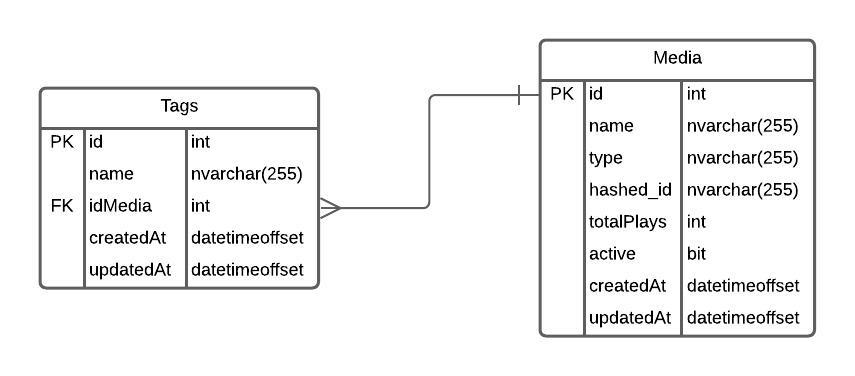 Tags
PK id int
name nvarchar(255)
FK idMedia int
createdAt datetimeoffset
updatedAt datetimeoffset
Media
PK id int
name nvarchar(255)
type nvarchar(255)
hashed_id nvarchar(255)
totalPlays int
active bit
createdAt datetimeoffset
updatedAt datetimeoffset